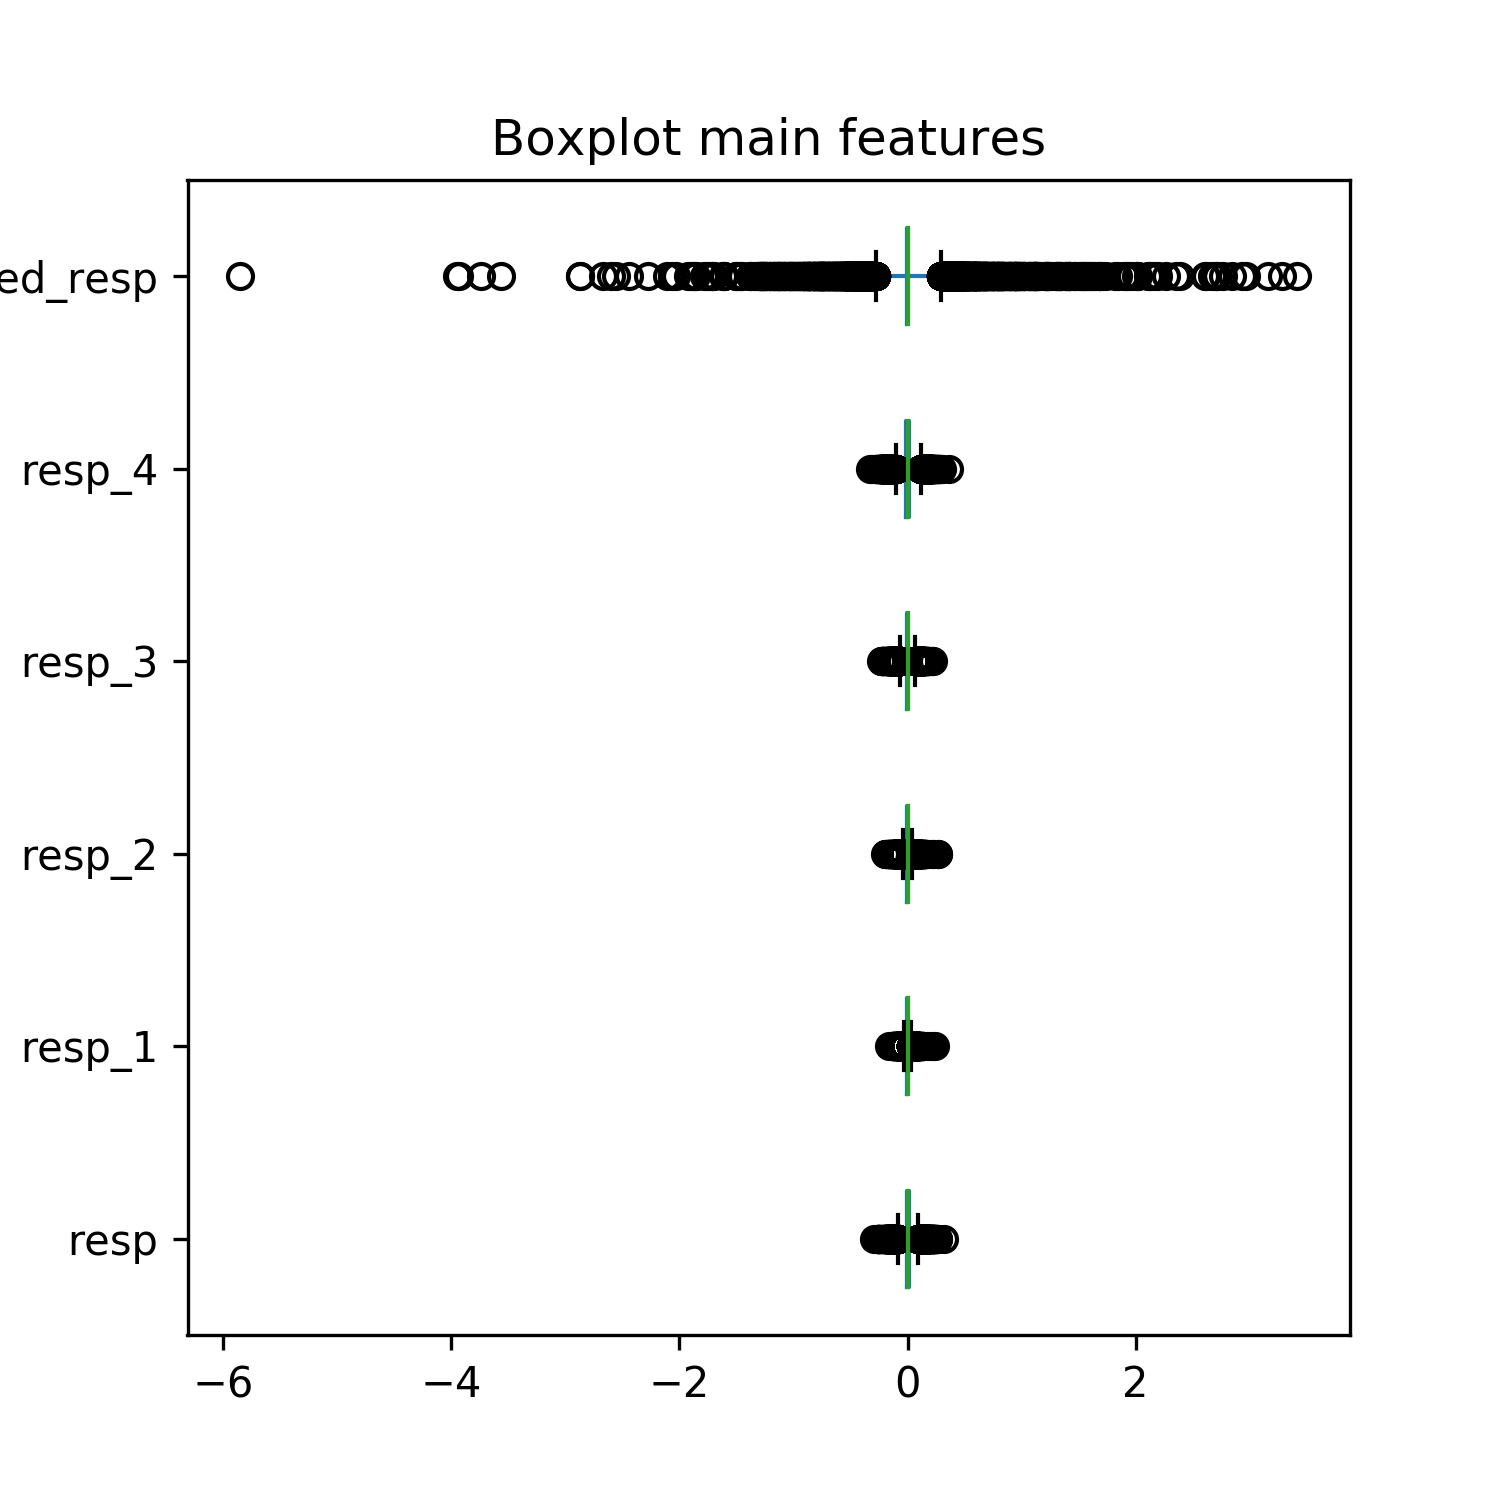 Boxplot main features
ed_resp
resp_4
resp_3
resp_2
resp_1
resp
−6 −4 −2 0 2